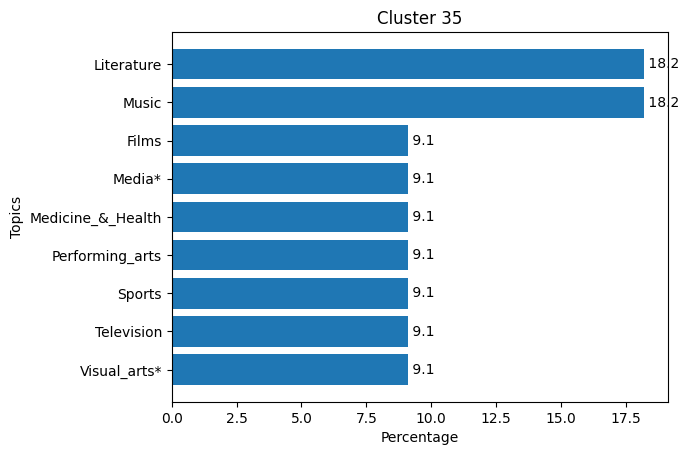 Cluster 35
Topics
Literature 18.2
Music 18.2
Films 9.1
Media* 9.1
Medicine_&_Health 9.1
Performing_arts 9.1
Sports 9.1
Television 9.1
Visual_arts* 9.1
0.0 2.5 5.0 7.5 10.0 12.5 15.0 17.5
Percentage